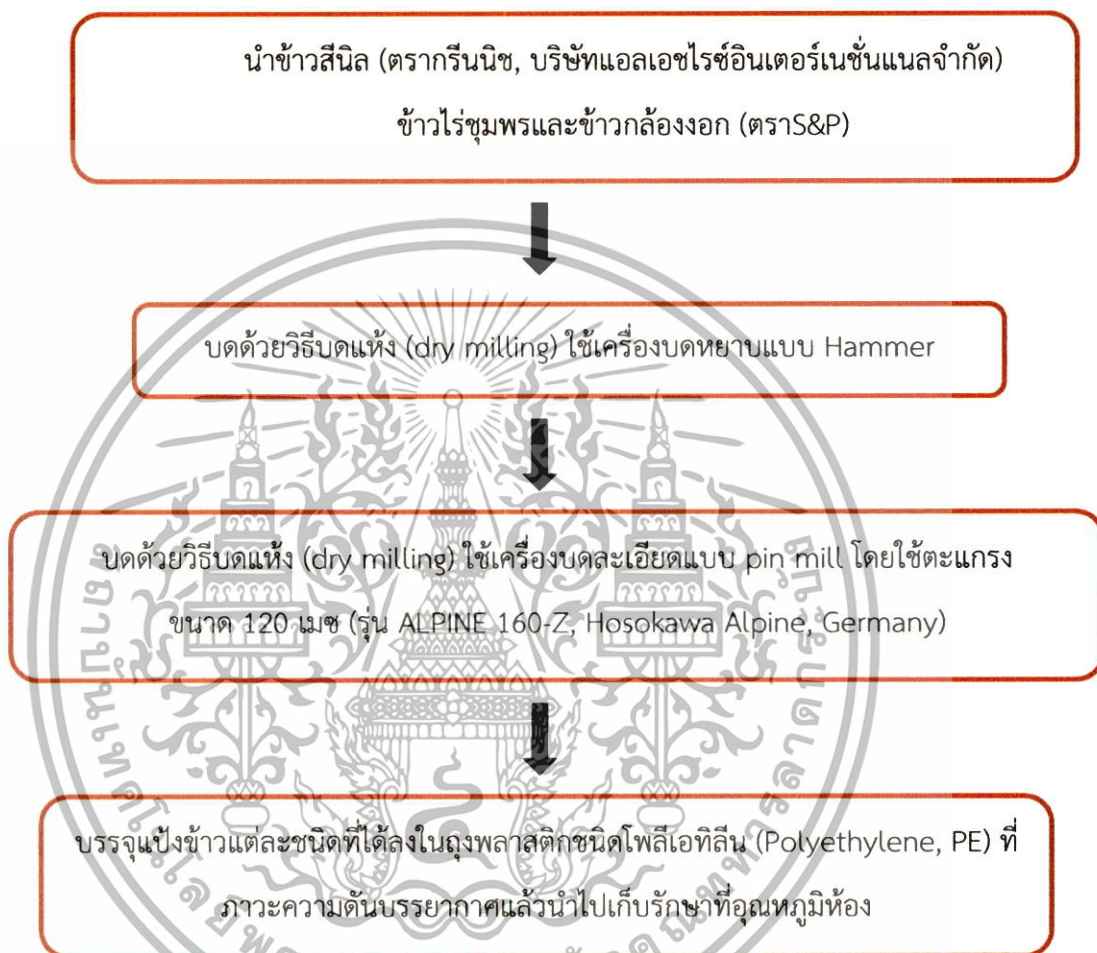 นำข้าวสีนิล (ตรากรีนนิช, บริษัทแอลเอชไรซ์อินเตอร์เนชั่นแนลจำกัด)
ข้าวไร่ชุมพรและข้าวกล้องงอก (ตราS&P)
บดด้วยวิธีบดแห้ง (dry milling) ใช้เครื่องบดหยาบแบบ Hammer
บดด้วยวิธีบดแห้ง (dry milling) ใช้เครื่องบดละเอียดแบบ pin mill โดยใช้ตะแกรง
ขนาด 120 เมซ (รุ่น ALPINE 160-Z, Hosokawa Alpine, Germany)
บรรจุแป้งข้าวแต่ละชนิดที่ได้ลงในถุงพลาสติกชนิดโพลีเอทิลีน (Polyethylene, PE) ที่
ภาวะความดันบรรยากาศแล้วนำไปเก็บรักษาที่อุณหภูมิห้อง